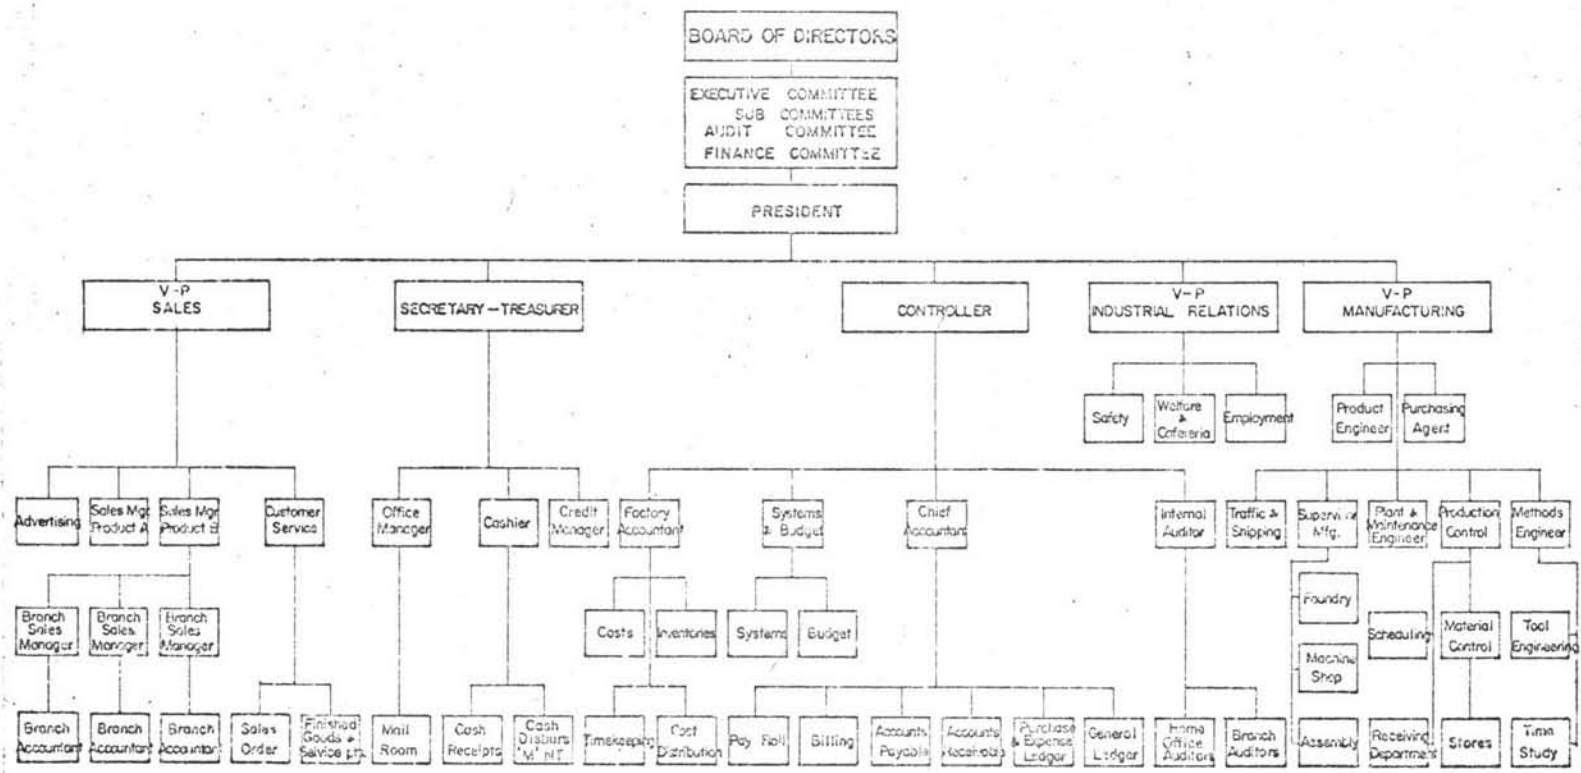 BOARD OF DIRECTORS
EXECUTIVE COMMITTEE
SUB COMMITTEES
AUDIT COMMITTEE
FINANCE COMMITTEE
PRESIDENT
V-P
SALES
SECRETARY-TREASURER
CONTROLLER
V-P
INDUSTRIAL RELATIONS
V-P
MANUFACTURING
Safety
Welfare
&
Cafeteria
Employment
Product
Engineer
Purchasing
Agent
Advertising
Sales Mgr
Product A
Sales Mgr
Product B
Customer
Service
Office
Manager
Cashier
Credit
Manager
Factory
Accountant
Systems
& Budget
Chief
Accountant
Internal
Auditor
Traffic &
Shipping
Mfg.
Plant &
Maintenance
Engineer
Production
Control
Methods
Engineer
Foundry
Branch
Sales
Manager
Branch
Sales
Manager
Branch
Sales
Manager
Costs
Inventories
Systems
Budget
Machine
Shop
Scheduling
Material
Control
Tool
Engineering
Branch
Accountant
Branch
Accountant
Branch
Accountant
Sales
Order
Finished
Goods &
Service pts.
Mail
Room
Cash
Receipts
Cash
Timekeeping
Cost
Distribution
Pay Roll
Billing
Accounts
Payable
Accounts
Receivable
Purchase
& Expense
Ledger
General
Ledger
Home
Office
Auditors
Branch
Auditors
Assembly
Receiving
Department
Stores
Time
Study